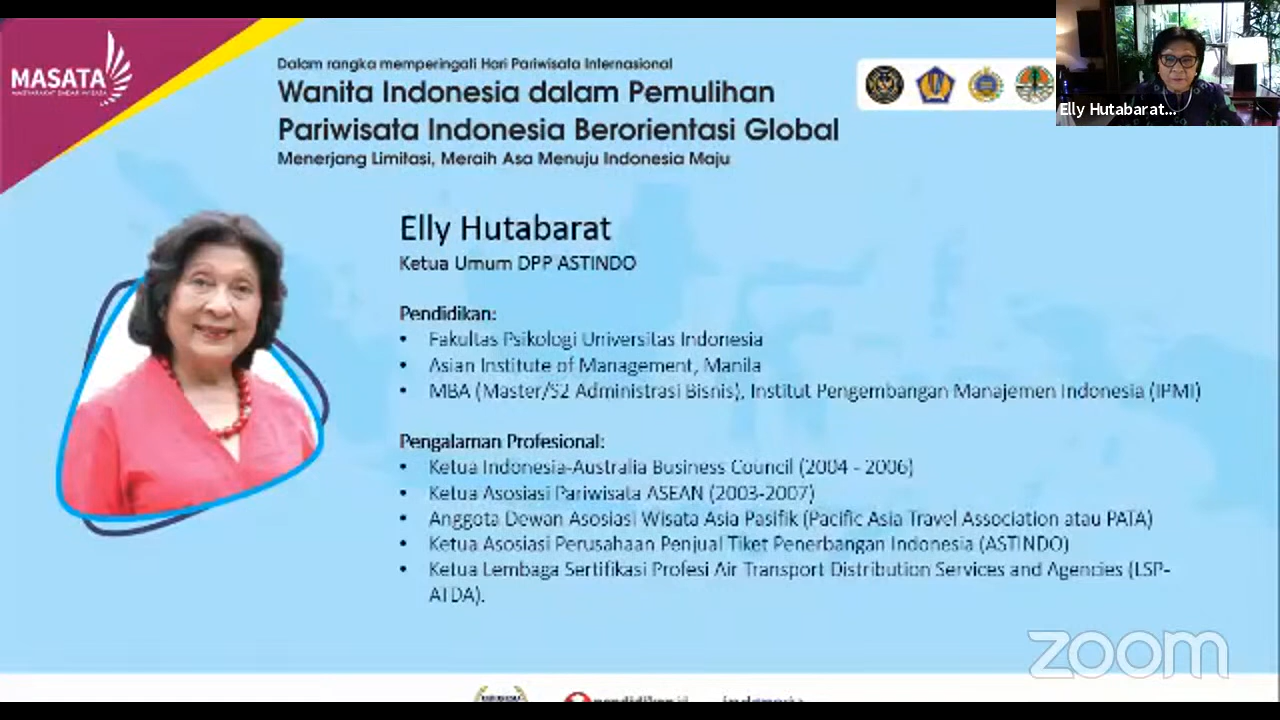 MASATA
Dalam rangka memperingati Hari Pariwisata Internasional
Wanita Indonesia dalam Pemulihan
Pariwisata Indonesia Berorientasi Global
Menerjang Limitasi, Meraih Asa Menuju Indonesia Maju
Elly Hutabarat...
Elly Hutabarat
Ketua Umum DPP ASTINDO
Pendidikan:
• Fakultas Psikologi Universitas Indonesia
• Asian Institute of Management, Manila
• MBA (Master/S2 Administrasi Bisnis), Institut Pengembangan Manajemen Indonesia (IPMI)
Pengalaman Profesional:
• Ketua Indonesia-Australia Business Council (2004 - 2006)
• Ketua Asosiasi Pariwisata ASEAN (2003-2007)
• Anggota Dewan Asosiasi Wisata Asia Pasifik (Pacific Asia Travel Association atau PATA)
• Ketua Asosiasi Perusahaan Penjual Tiket Penerbangan Indonesia (ASTINDO)
• Ketua Lembaga Sertifikasi Profesi Air Transport Distribution Services and Agencies (LSP-
ATDA).
zoom